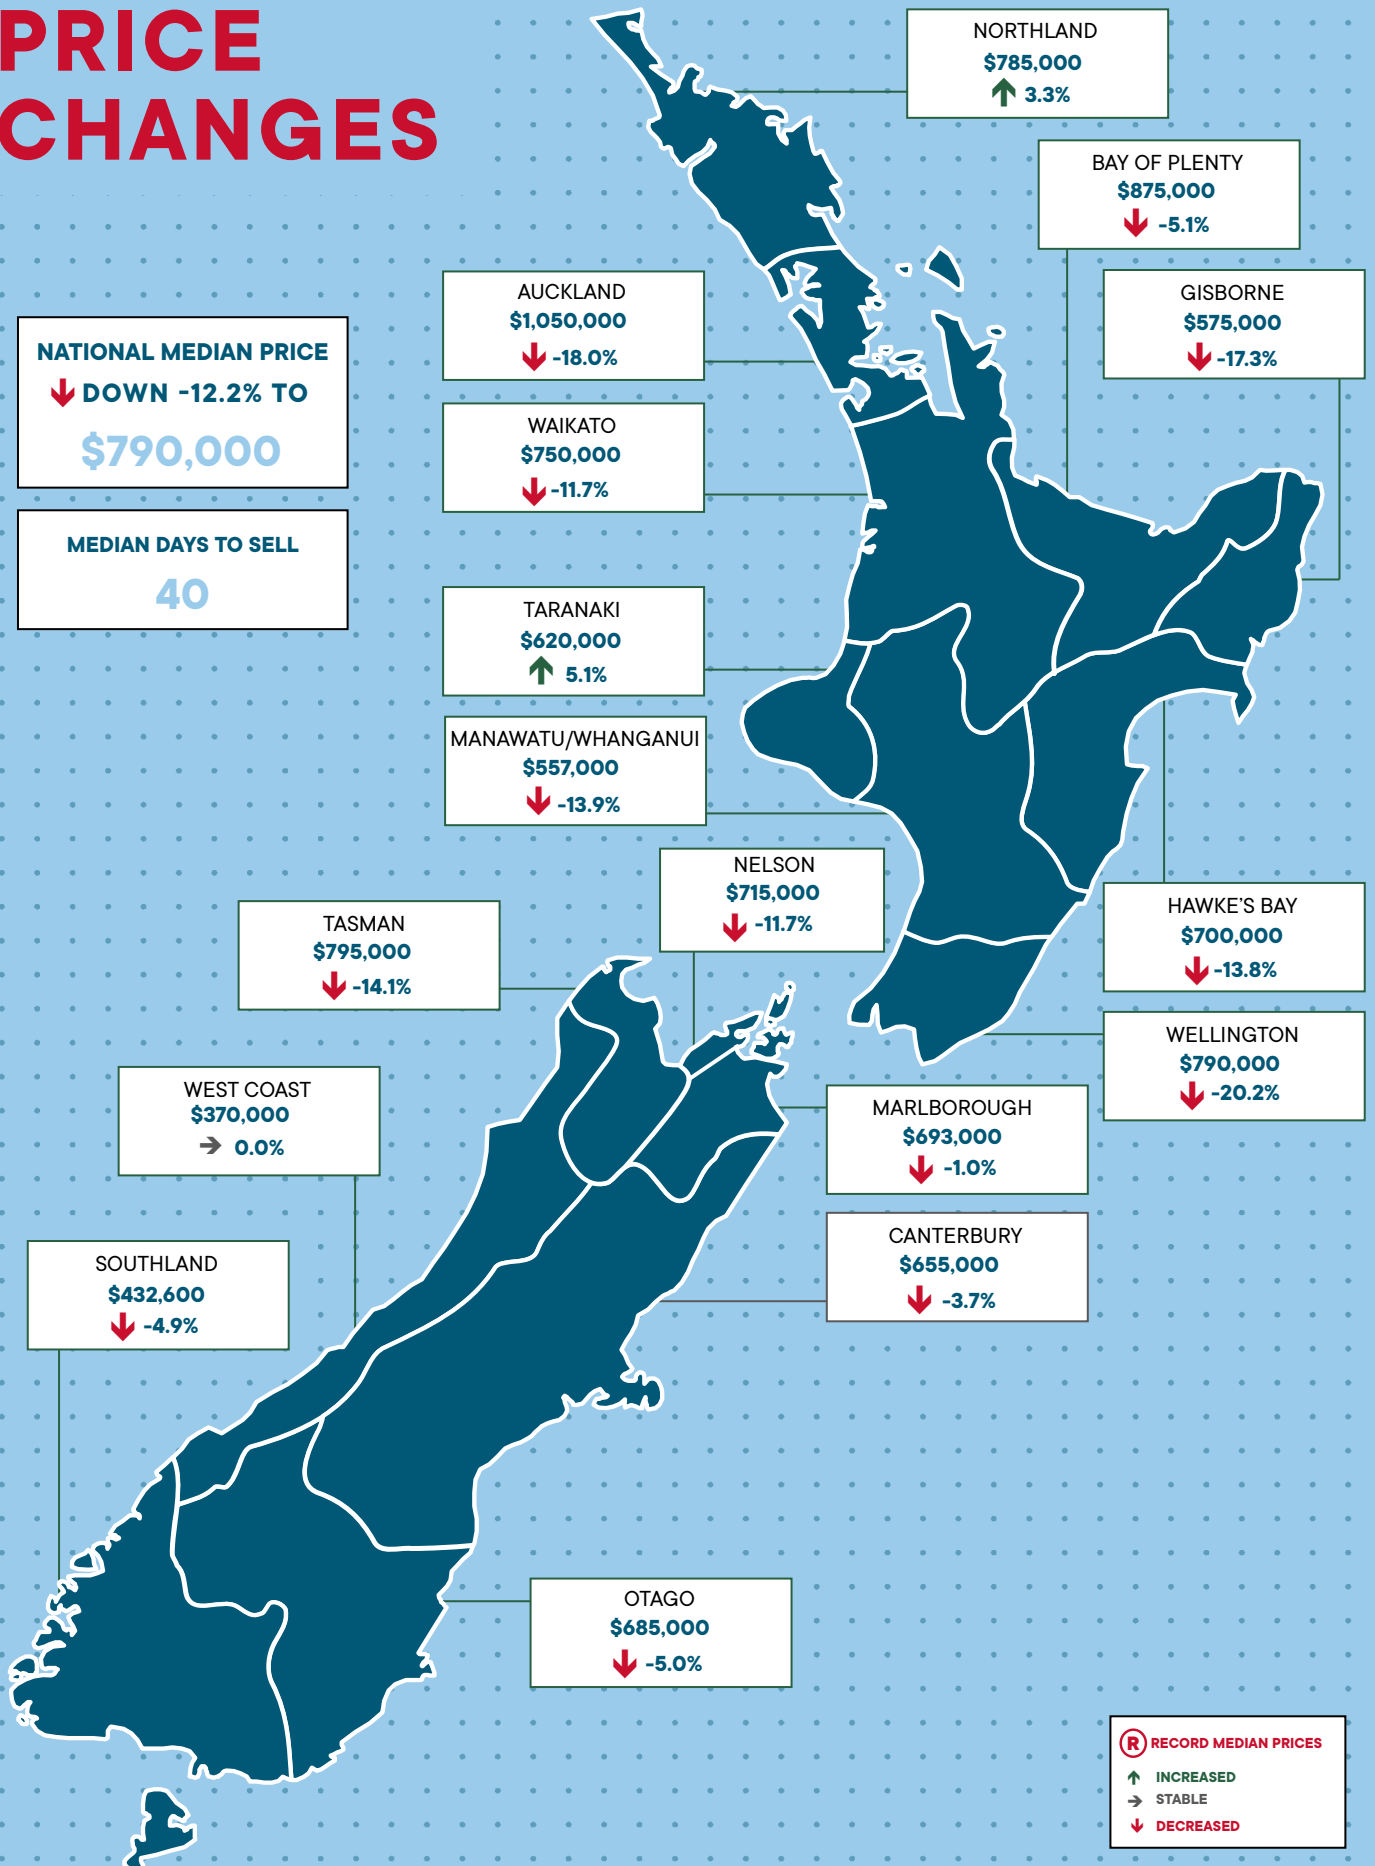 PRICE
CHANGES
NATIONAL MEDIAN PRICE
DOWN -12.2% TO
$790,000
MEDIAN DAYS TO SELL
40
NORTHLAND
$785,000
3.3%
BAY OF PLENTY
$875,000
-5.1%
GISBORNE
$575,000
-17.3%
AUCKLAND
$1,050,000
-18.0%
WAIKATO
$750,000
-11.7%
TARANAKI
$620,000
5.1%
MANAWATU/WHANGANUI
$557,000
-13.9%
NELSON
$715,000
-11.7%
TASMAN
$795,000
-14.1%
HAWKE'S BAY
$700,000
-13.8%
WELLINGTON
$790,000
-20.2%
WEST COAST
$370,000
0.0%
MARLBOROUGH
$693,000
-1.0%
CANTERBURY
$655,000
-3.7%
SOUTHLAND
$432,600
-4.9%
OTAGO
$685,000
-5.0%
R RECORD MEDIAN PRICES
INCREASED
STABLE
DECREASED